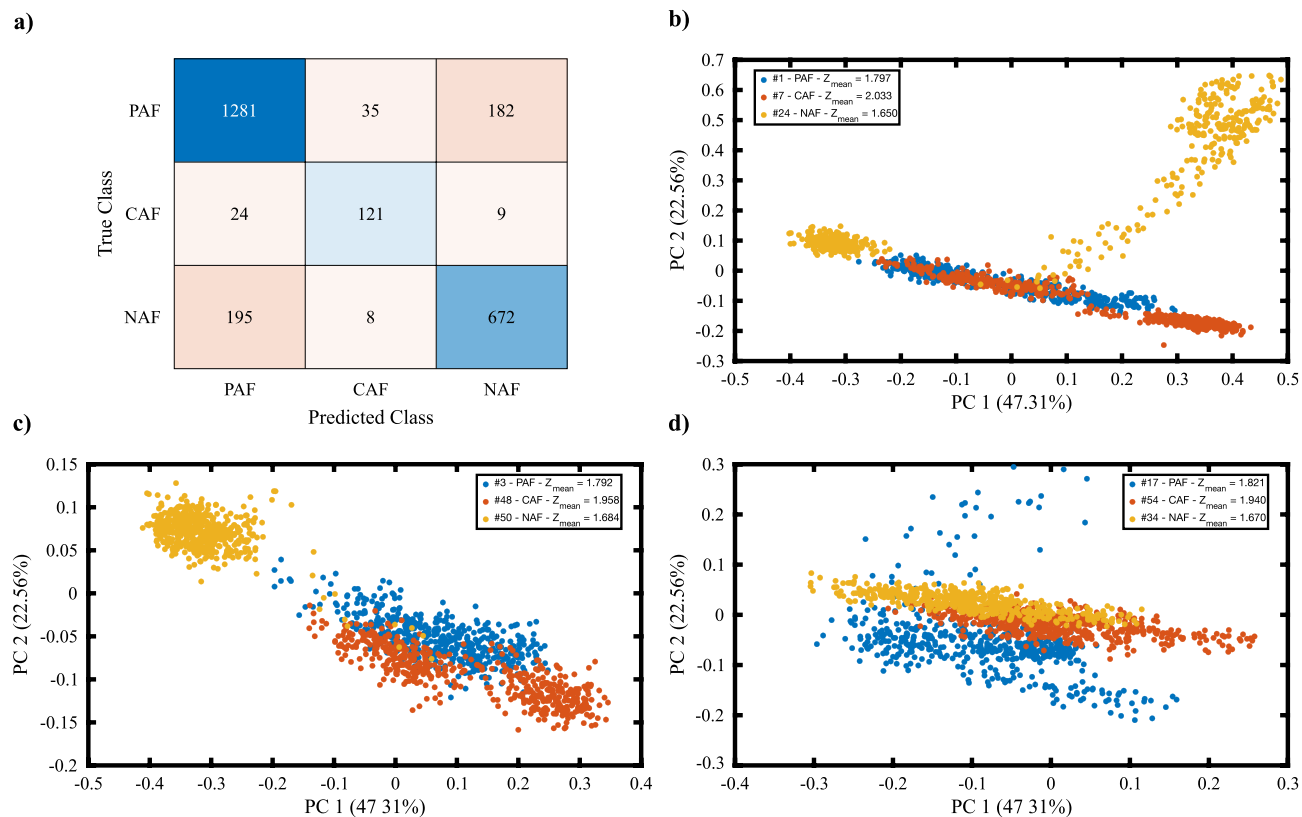 a)
PAF
1281
35
182
CAF
24
121
9
NAF
195
8
672
PAF
CAF
NAF
True Class
Predicted Class
b)
#1 - PAF - Zmean = 1.797
#7 - CAF - Zmean = 2.033
#24 - NAF - Zmean = 1.650
0.7
0.6
0.5
0.4
0.3
0.2
0.1
0
-0.1
-0.2
-0.3
PC 2 (22.56%)
-0.5 -0.4 -0.3 -0.2 -0.1 0 0.1 0.2 0.3 0.4 0.5
PC 1 (47.31%)
c)
#3 - PAF - Zmean = 1.792
#48 - CAF - Zmean = 1.958
#50 - NAF - Zmean = 1.684
0.15
0.1
0.05
0
-0.05
-0.1
-0.15
-0.2
PC 2 (22.56%)
-0.5 -0.4 -0.3 -0.2 -0.1 0 0.1 0.2 0.3 0.4
PC 1 (47 31%)
d)
#17 - PAF - Zmean = 1.821
#54 - CAF - Zmean = 1.940
#34 - NAF - Zmean = 1.670
0.3
0.2
0.1
0
-0.1
-0.2
-0.3
PC 2 (22.56%)
-0.4 -0.3 -0.2 -0.1 0 0.1 0.2 0.3
PC 1 (47 31%)